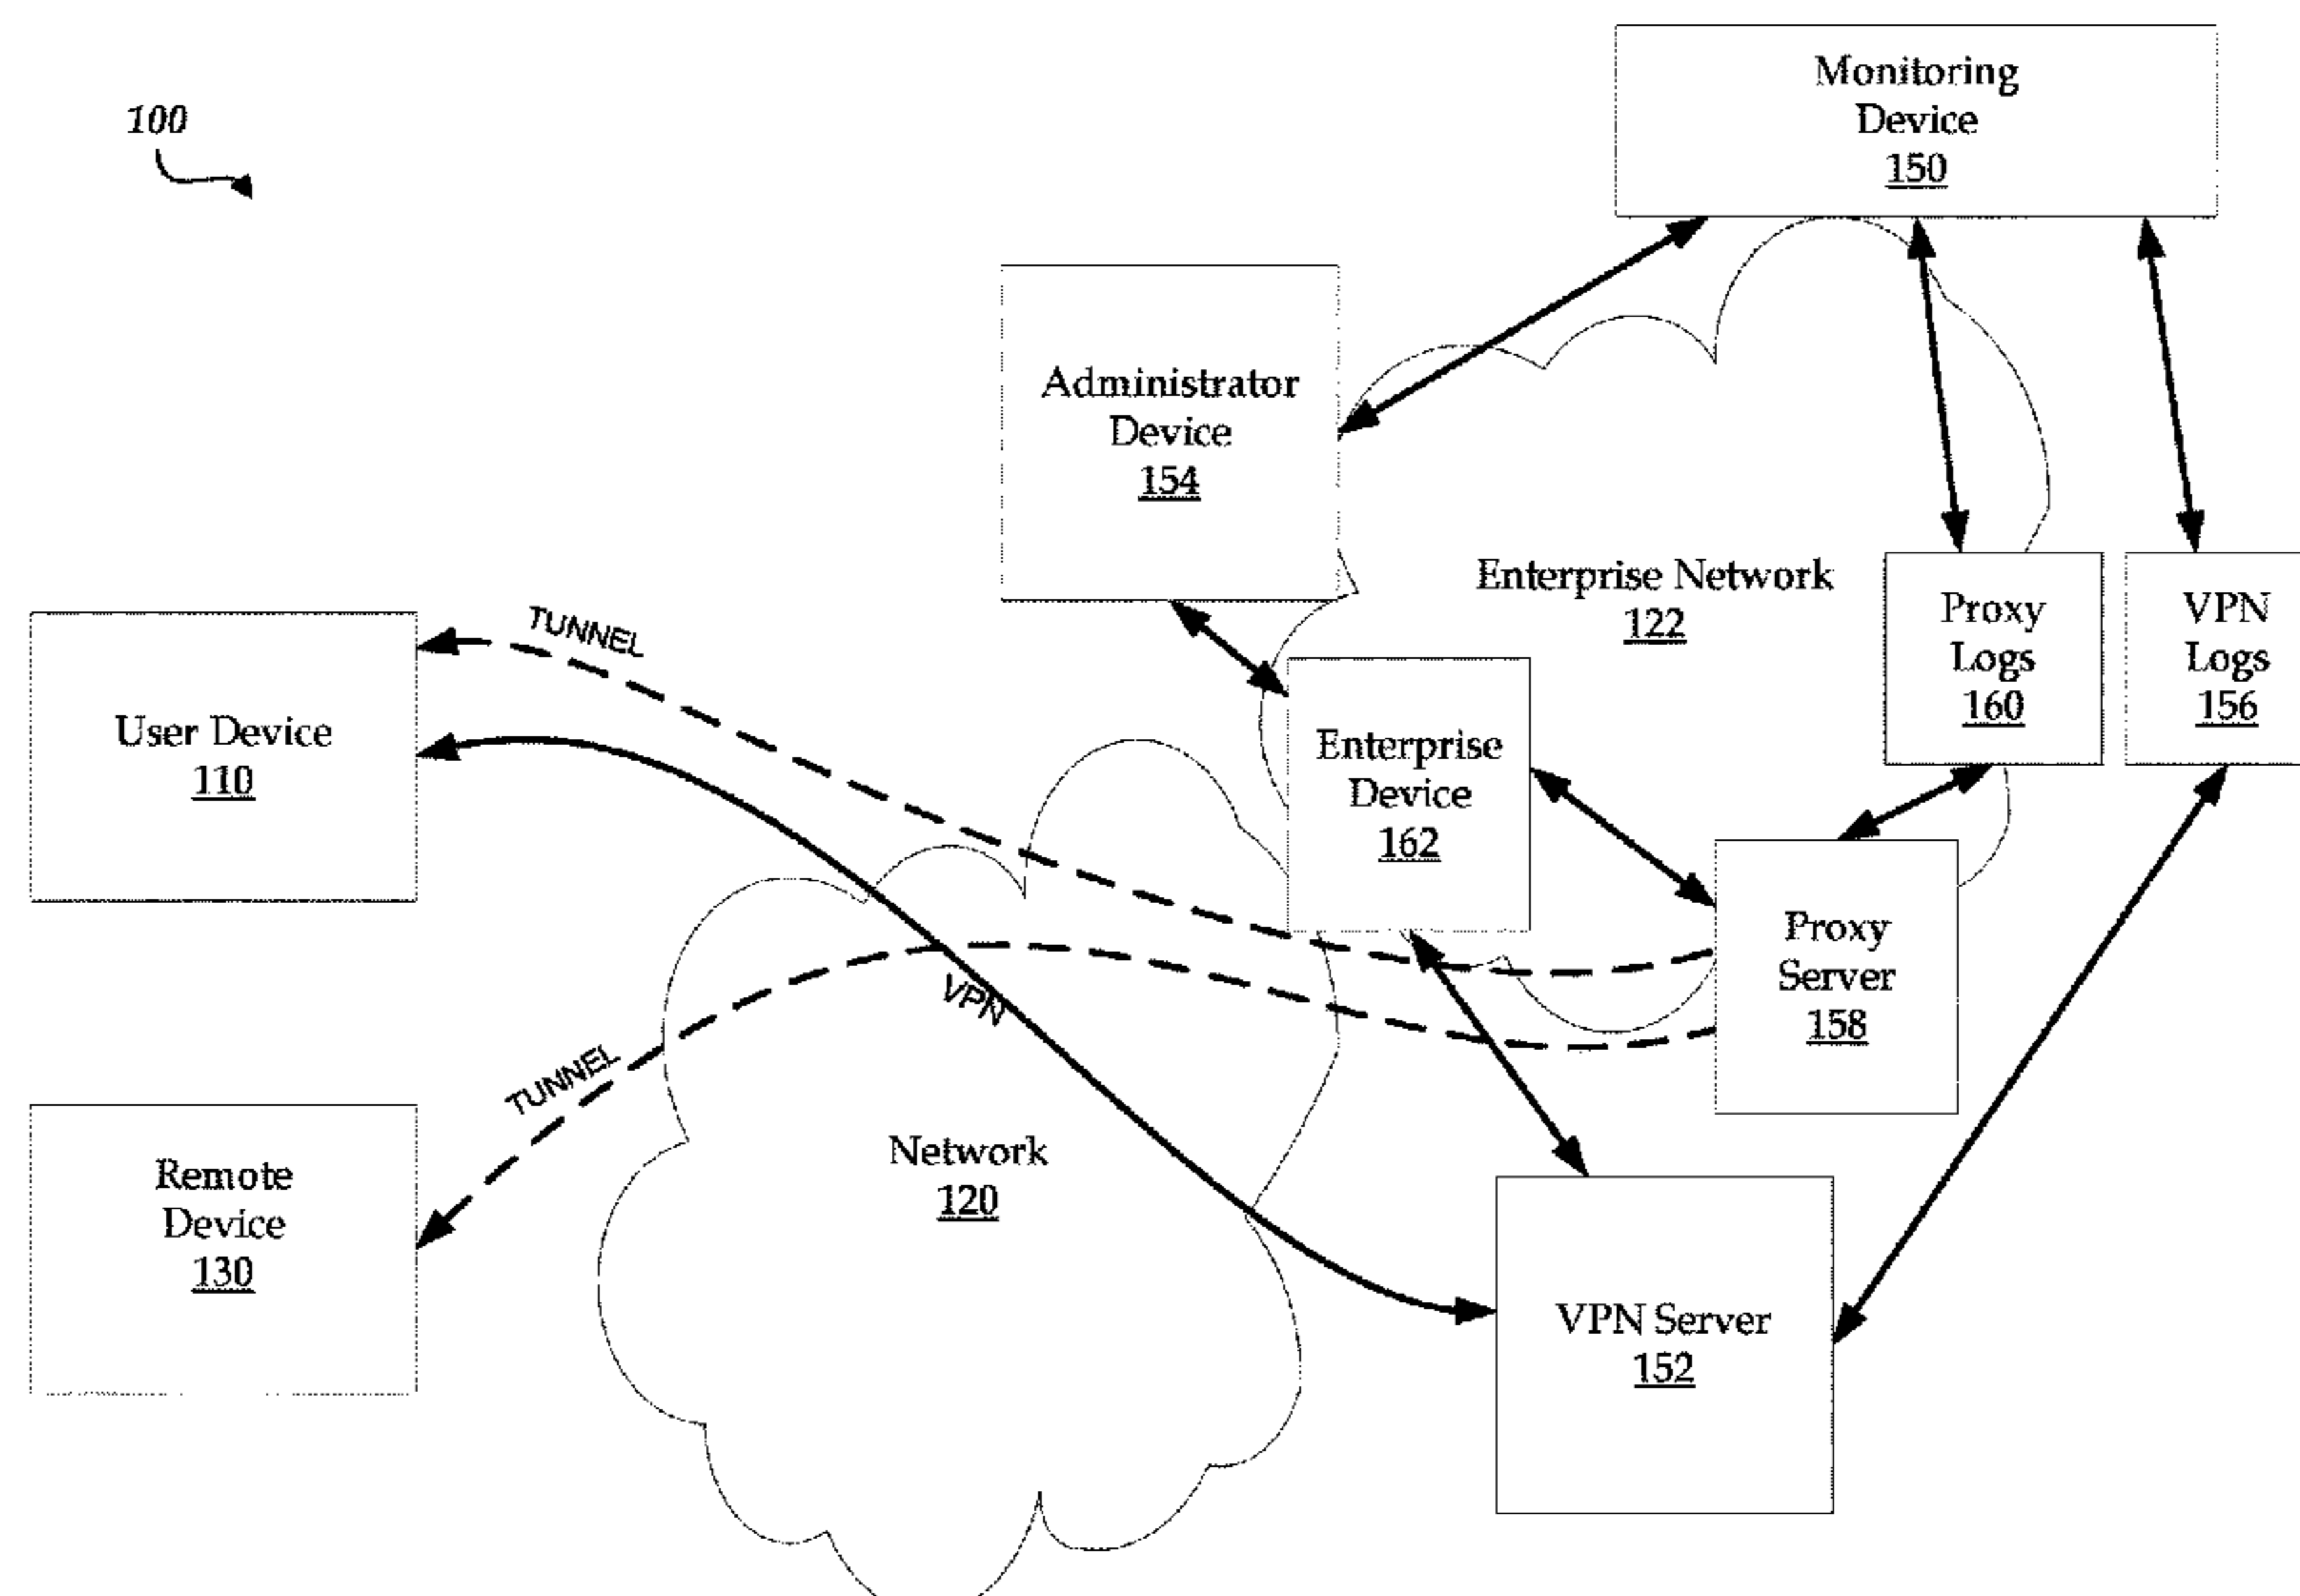 100
Monitoring
Device
150
Administrator
Device
154
Enterprise Network
122
Proxy
Logs
160
VPN
Logs
156
TUNNEL
User Device
110
Enterprise
Device
162
Proxy
Server
158
VPN
TUNNEL
Remote
Device
130
Network
120
VPN Server
152